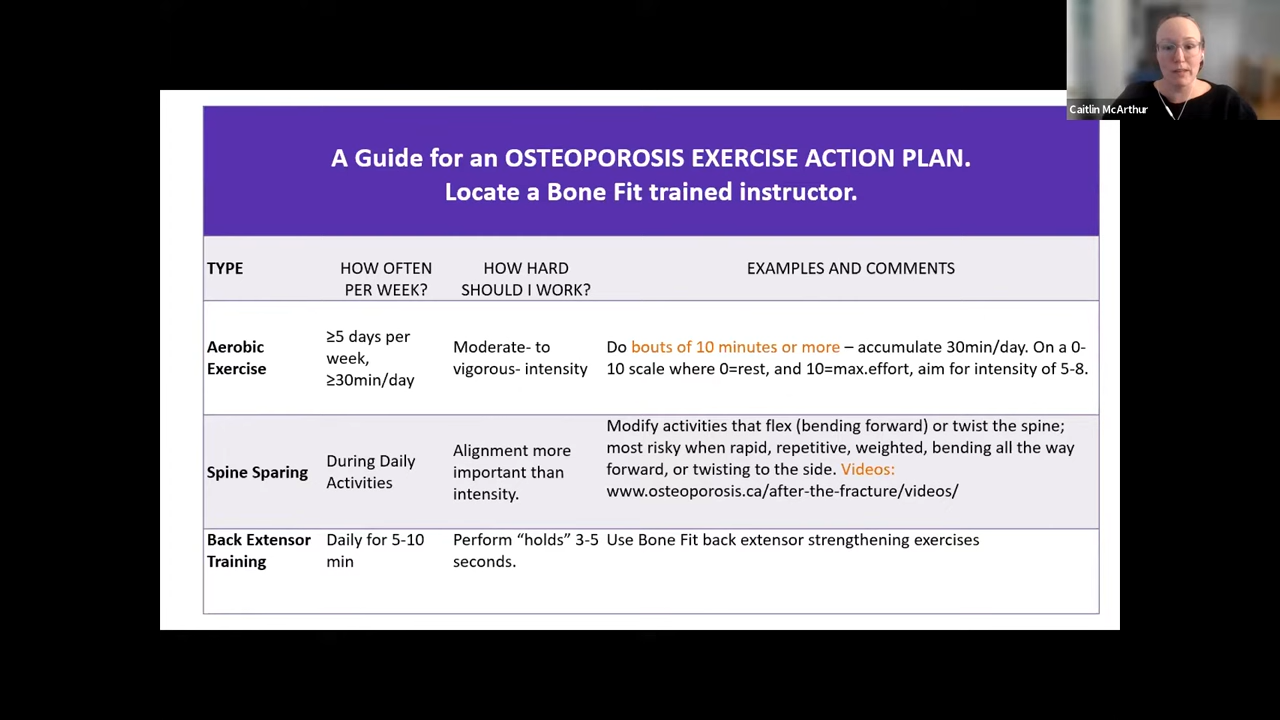 Caitlin McArthur
A Guide for an OSTEOPOROSIS EXERCISE ACTION PLAN.
Locate a Bone Fit trained instructor.
TYPE
HOW OFTEN
PER WEEK?
HOW HARD
SHOULD I WORK?
EXAMPLES AND COMMENTS
Aerobic
Exercise
≥5 days per
week,
≥30min/day
Moderate- to
vigorous- intensity
Do bouts of 10 minutes or more – accumulate 30min/day. On a 0-
10 scale where 0=rest, and 10=max.effort, aim for intensity of 5-8.
Spine Sparing
During Daily
Activities
Alignment more
important than
intensity.
Modify activities that flex (bending forward) or twist the spine;
most risky when rapid, repetitive, weighted, bending all the way
forward, or twisting to the side. Videos:
www.osteoporosis.ca/after-the-fracture/videos/
Back Extensor
Training
Daily for 5-10
min
Perform “holds” 3-5
seconds.
Use Bone Fit back extensor strengthening exercises